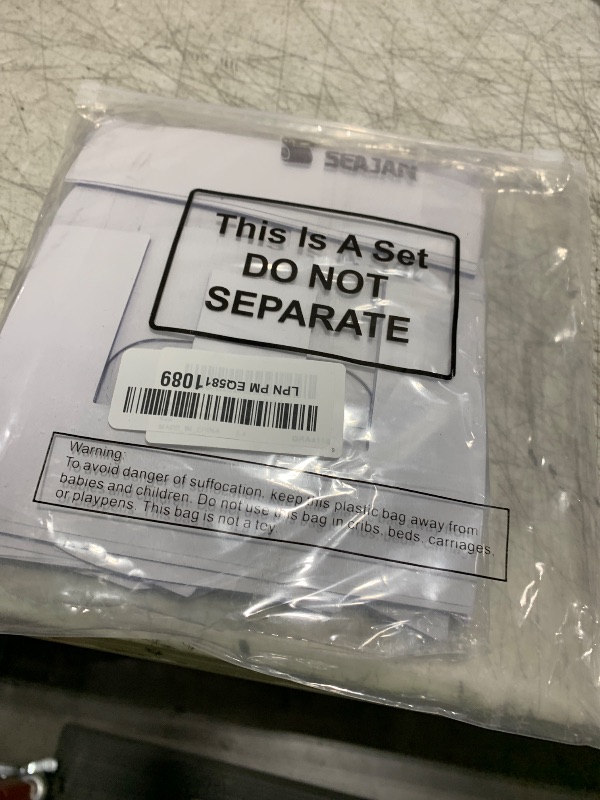 SEAJAN
This Is A Set
DO NOT
SEPARATE
LPN PM EQ5811089
Warning:
To avoid danger of suffocation, keep this plastic bag away from
babies and children. Do not use this bag in cribs, beds, carriages,
or playpens. This bag is not a toy.